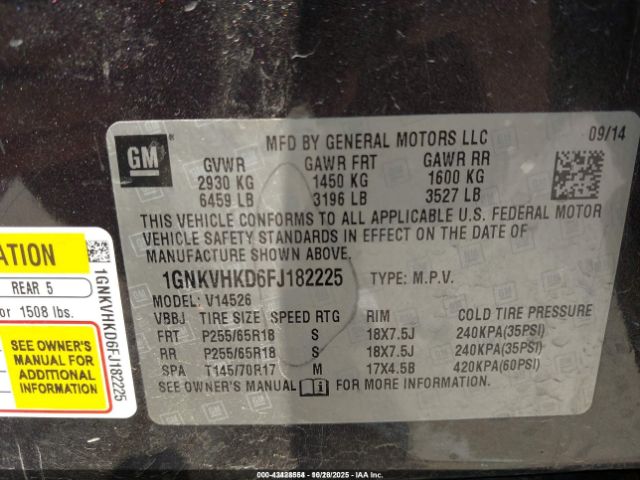 GM
MFD BY GENERAL MOTORS LLC 09/14
GVWR GAWR FRT GAWR RR
2930 KG 1450 KG 1600 KG
6459 LB 3196 LB 3527 LB
THIS VEHICLE CONFORMS TO ALL APPLICABLE U.S. FEDERAL MOTOR
VEHICLE SAFETY STANDARDS IN EFFECT ON THE DATE OF
MANUFACTURE SHOWN ABOVE.
1GNKVHKD6FJ182225 TYPE: M.P.V.
MODEL: V14526
VBBJ TIRE SIZE SPEED RTG RIM COLD TIRE PRESSURE
FRT P255/65R18 S 18X7.5J 240KPA(35PSI)
RR P255/65R18 S 18X7.5J 240KPA(35PSI)
SPA T145/70R17 M 17X4.5B 420KPA(60PSI)
SEE OWNER'S MANUAL FOR MORE INFORMATION.
ATION
REAR 5
or 1508 lbs.
SEE OWNER'S
MANUAL FOR
ADDITIONAL
INFORMATION
1GNKVHKD6FJ182225
000-43428554 - 10/26/2025 - IAAI.com